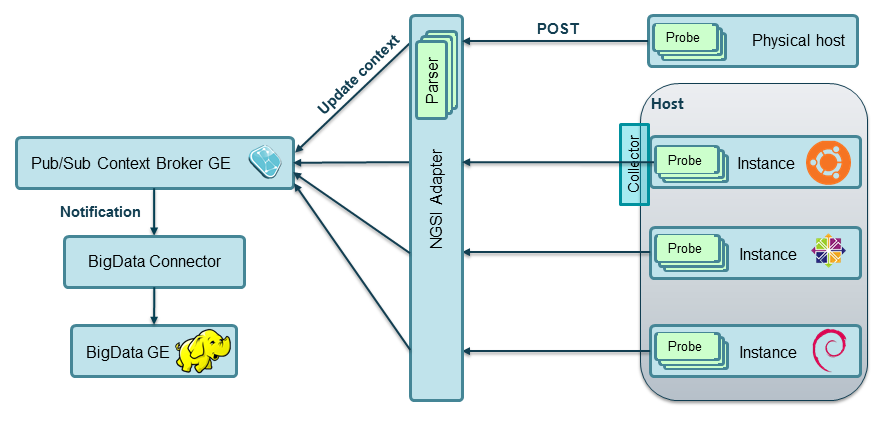 POST
Probe
Physical host
Update context
Parser
Host
Pub/Sub Context Broker GE
NGSI Adapter
Collector
Probe
Instance
Notification
BigData Connector
Probe
Instance
BigData GE
Probe
Instance